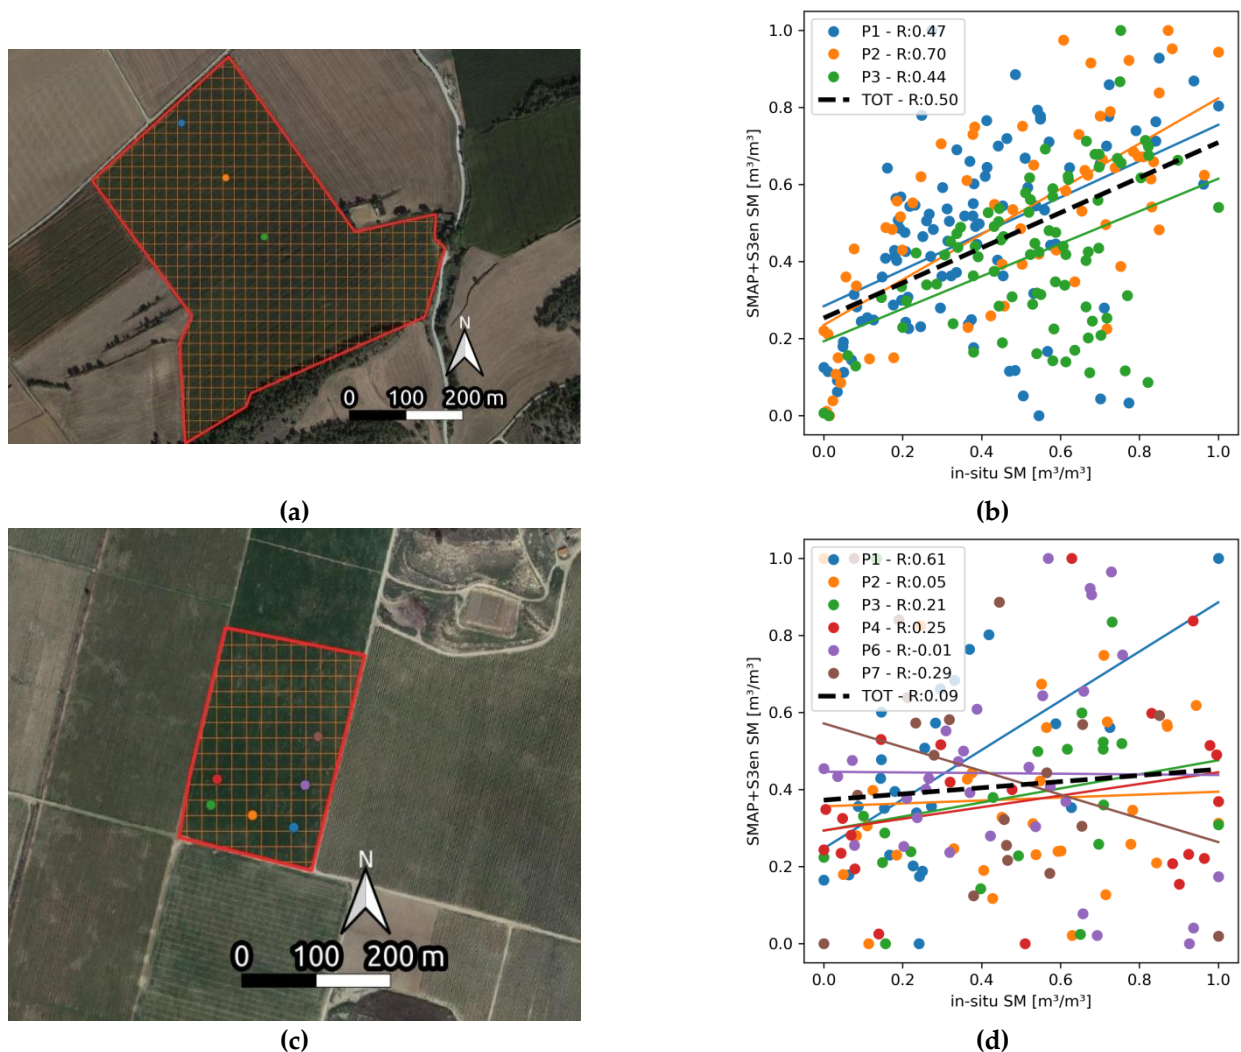 N
0 100 200 m
(a)
P1 - R:0.47
P2 - R:0.70
P3 - R:0.44
TOT - R:0.50
SMAP+S3en SM [m³/m³]
1.0
0.8
0.6
0.4
0.2
0.0
0.0 0.2 0.4 0.6 0.8 1.0
in-situ SM [m³/m³]
(b)
N
0 100 200 m
(c)
P1 - R:0.61
P2 - R:0.05
P3 - R:0.21
P4 - R:0.25
P6 - R:-0.01
P7 - R:-0.29
TOT - R:0.09
SMAP+S3en SM [m³/m³]
1.0
0.8
0.6
0.4
0.2
0.0
0.0 0.2 0.4 0.6 0.8 1.0
in-situ SM [m³/m³]
(d)